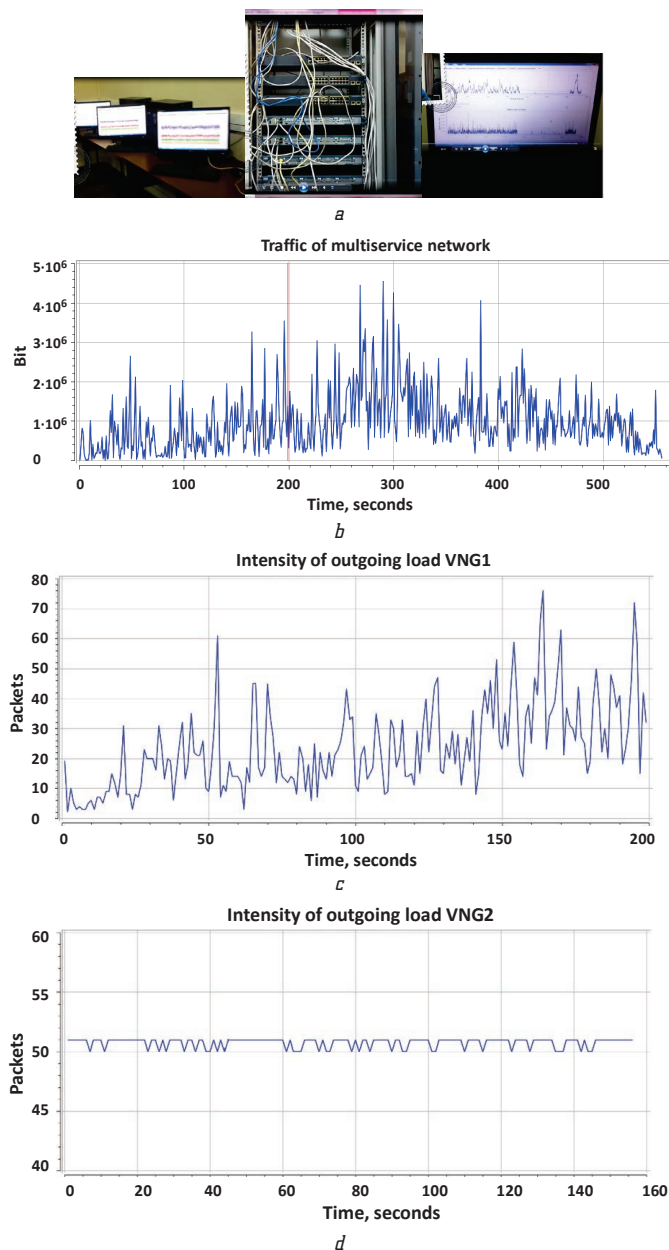 a
Traffic of multiservice network
5·10⁶
4·10⁶
3·10⁶
2·10⁶
1·10⁶
0
Bit
0 100 200 300 400 500
Time, seconds
b
Intensity of outgoing load VNG1
80
70
60
50
40
30
20
10
0
Packets
0 50 100 150 200
Time, seconds
c
Intensity of outgoing load VNG2
60
55
50
45
40
Packets
0 20 40 60 80 100 120 140 160
Time, seconds
d